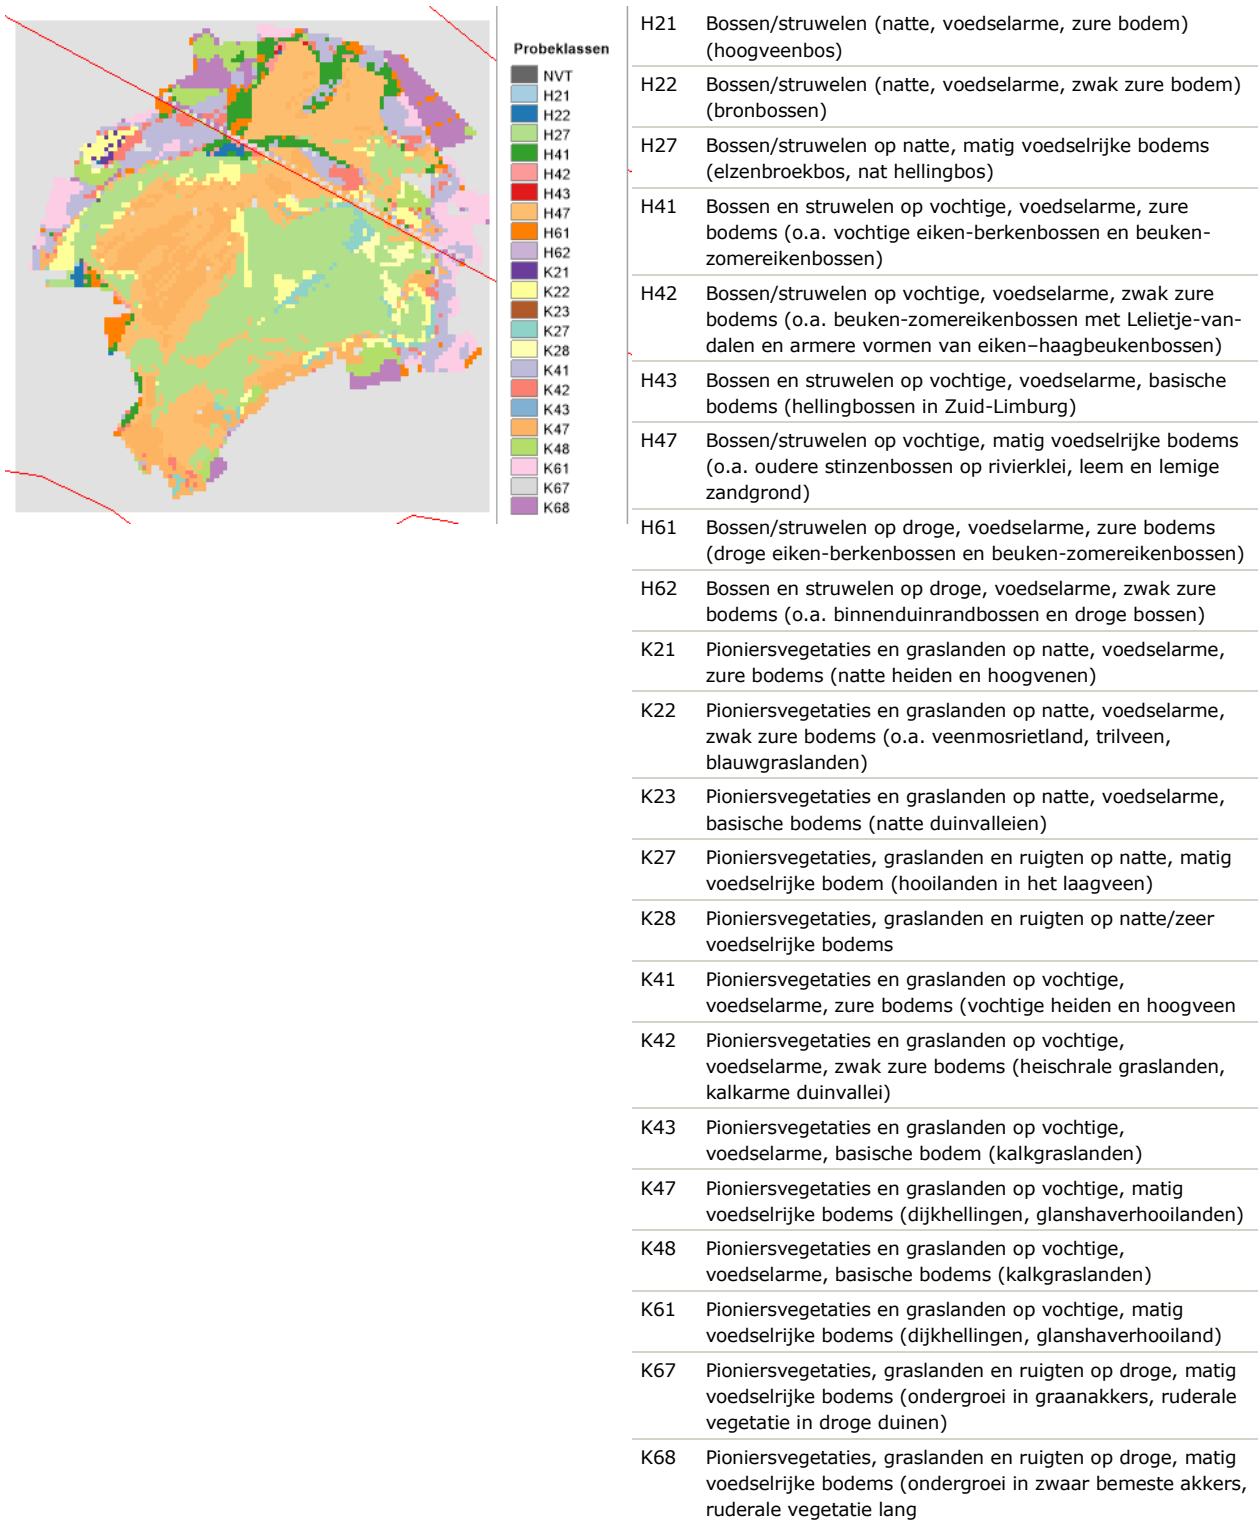 Probeklassen
NVT
H21
H22
H27
H41
H42
H43
H47
H61
H62
K21
K22
K23
K27
K28
K41
K42
K43
K47
K48
K61
K67
K68
H21 Bossen/struwelen (natte, voedselarme, zure bodem)
(hoogveenbos)
H22 Bossen/struwelen (natte, voedselarme, zwak zure bodem)
(bronbossen)
H27 Bossen/struwelen op natte, matig voedselrijke bodems
(elzenbroekbos, nat hellingbos)
H41 Bossen en struwelen op vochtige, voedselarme, zure
bodems (o.a. vochtige eiken-berkenbossen en beuken-
zomereikenbossen)
H42 Bossen/struwelen op vochtige, voedselarme, zwak zure
bodems (o.a. beuken-zomereikenbossen met Lelietje-van-
dalen en armere vormen van eiken–haagbeukenbossen)
H43 Bossen en struwelen op vochtige, voedselarme, basische
bodems (hellingbossen in Zuid-Limburg)
H47 Bossen/struwelen op vochtige, matig voedselrijke bodems
(o.a. oudere stinzenbossen op rivierklei, leem en lemige
zandgrond)
H61 Bossen/struwelen op droge, voedselarme, zure bodems
(droge eiken-berkenbossen en beuken-zomereikenbossen)
H62 Bossen en struwelen op droge, voedselarme, zwak zure
bodems (o.a. binnenduinrandbossen en droge bossen)
K21 Pioniersvegetaties en graslanden op natte, voedselarme,
zure bodems (natte heiden en hoogvenen)
K22 Pioniersvegetaties en graslanden op natte, voedselarme,
zwak zure bodems (o.a. veenmosrietland, trilveen,
blauwgraslanden)
K23 Pioniersvegetaties en graslanden op natte, voedselarme,
basische bodems (natte duinvalleien)
K27 Pioniersvegetaties, graslanden en ruigten op natte, matig
voedselrijke bodem (hooilanden in het laagveen)
K28 Pioniersvegetaties, graslanden en ruigten op natte/zeer
voedselrijke bodems
K41 Pioniersvegetaties en graslanden op vochtige,
voedselarme, zure bodems (vochtige heiden en hoogveen
K42 Pioniersvegetaties en graslanden op vochtige,
voedselarme, zwak zure bodems (heischrale graslanden,
kalkarme duinvallei)
K43 Pioniersvegetaties en graslanden op vochtige,
voedselarme, basische bodem (kalkgraslanden)
K47 Pioniersvegetaties en graslanden op vochtige, matig
voedselrijke bodems (dijkhellingen, glanshaverhooilanden)
K48 Pioniersvegetaties en graslanden op vochtige,
voedselarme, basische bodems (kalkgraslanden)
K61 Pioniersvegetaties en graslanden op vochtige, matig
voedselrijke bodems (dijkhellingen, glanshaverhooiland)
K67 Pioniersvegetaties, graslanden en ruigten op droge, matig
voedselrijke bodems (ondergroei in graanakkers, ruderale
vegetatie in droge duinen)
K68 Pioniersvegetaties, graslanden en ruigten op droge, matig
voedselrijke bodems (ondergroei in zwaar bemeste akkers,
ruderale vegetatie lang